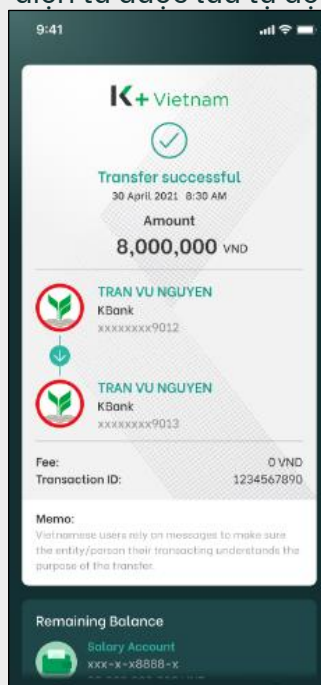 9:41
K+ Vietnam
Transfer successful
30 April 2021 8:30 AM
Amount
8,000,000 VND
TRAN VU NGUYEN
KBank
xxxxxxxx9012
TRAN VU NGUYEN
KBank
xxxxxxxx9013
Fee: 0 VND
Transaction ID: 1234567890
Memo:
Vietnamese users rely on messages to make sure
the entity/person their transacting understands the
purpose of the transfer.
Remaining Balance
Salary Account
xxx-x-x8888-x